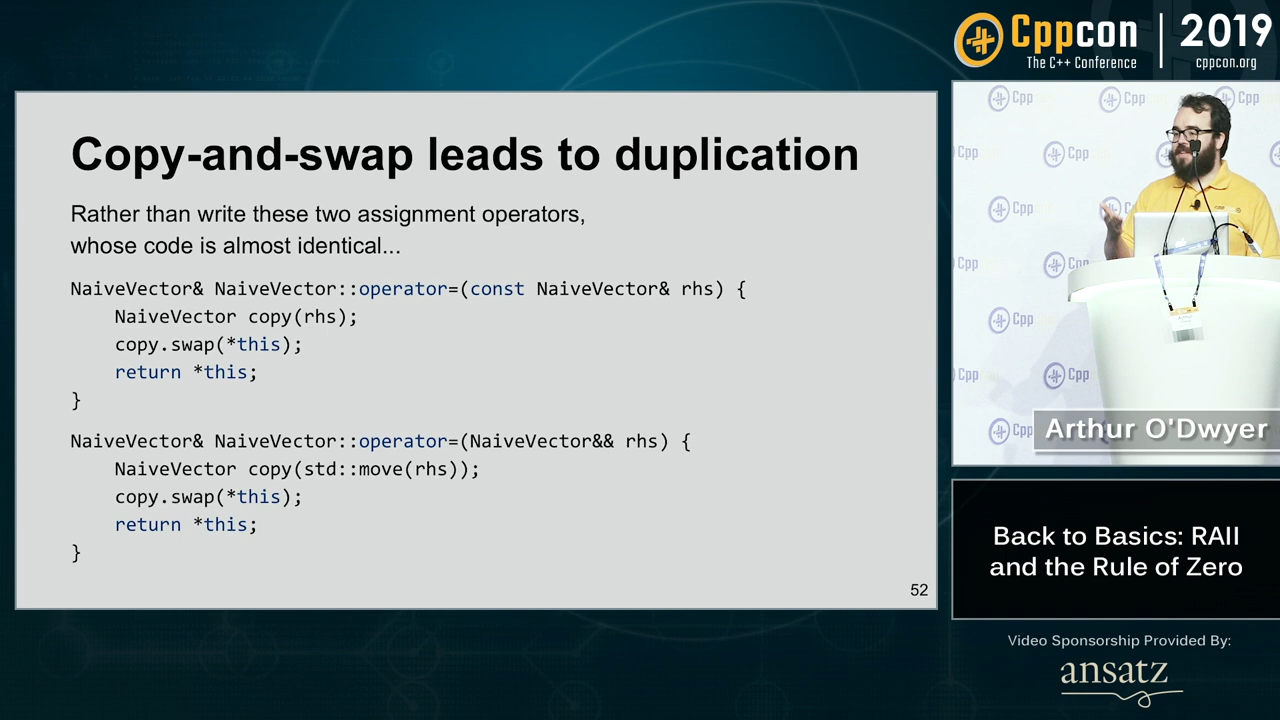 Cppcon | 2019
The C++ Conference
cppcon.org
Copy-and-swap leads to duplication
Rather than write these two assignment operators,
whose code is almost identical...
NaiveVector& NaiveVector::operator=(const NaiveVector& rhs) {
    NaiveVector copy(rhs);
    copy.swap(*this);
    return *this;
}
NaiveVector& NaiveVector::operator=(NaiveVector&& rhs) {
    NaiveVector copy(std::move(rhs));
    copy.swap(*this);
    return *this;
}
52
Arthur O'Dwyer
Back to Basics: RAII
and the Rule of Zero
Video Sponsorship Provided By:
ansatz